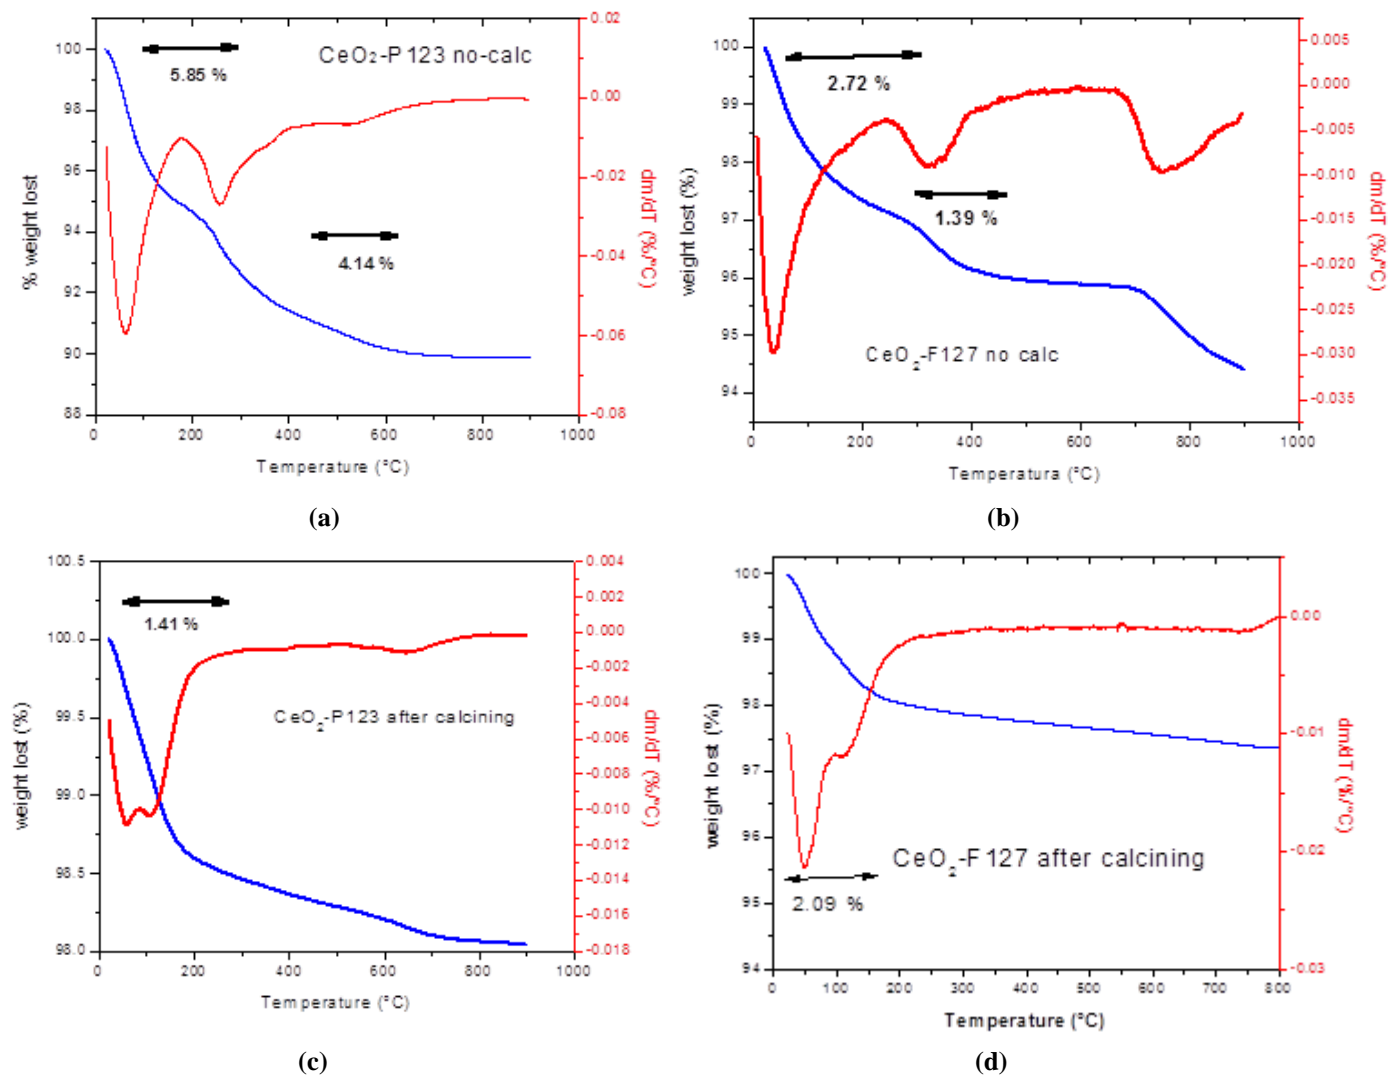 CeO2-P123 no-calc
5.85 %
4.14 %
% weight lost
100
98
96
94
92
90
88
0.02
0.00
-0.02
-0.04
-0.06
-0.08
dm/dT (%/°C)
0 200 400 600 800 1000
Temperature (°C)
(a)
2.72 %
1.39 %
CeO2-F127 no calc
weight lost (%)
100
99
98
97
96
95
94
0.005
0.000
-0.005
-0.010
-0.015
-0.020
-0.025
-0.030
-0.035
dm/dT (%/°C)
0 200 400 600 800 1000
Temperatura (°C)
(b)
1.41 %
CeO2-P123 after calcining
weight lost (%)
100.5
100.0
99.5
99.0
98.5
98.0
0.004
0.002
0.000
-0.002
-0.004
-0.006
-0.008
-0.010
-0.012
-0.014
-0.016
-0.018
dm/dT (%/°C)
0 200 400 600 800 1000
Temperature (°C)
(c)
CeO2-F127 after calcining
2.09 %
weight lost (%)
100
99
98
97
96
95
94
0.00
-0.01
-0.02
-0.03
dm/dT (%/°C)
0 100 200 300 400 500 600 700 800
Temperature (°C)
(d)